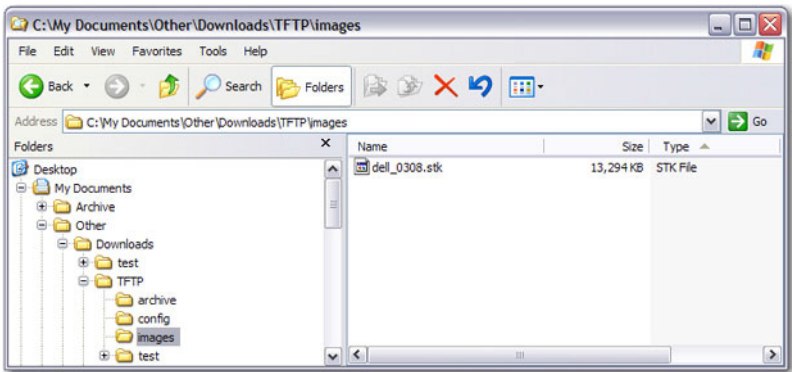 C:\My Documents\Other\Downloads\TFTP\images
File Edit View Favorites Tools Help
Back Search Folders
Address C:\My Documents\Other\Downloads\TFTP\images Go
Folders x Name Size Type
Desktop
dell_0308.stk 13,294 KB STK File
My Documents
Archive
Other
Downloads
test
TFTP
archive
config
images
test